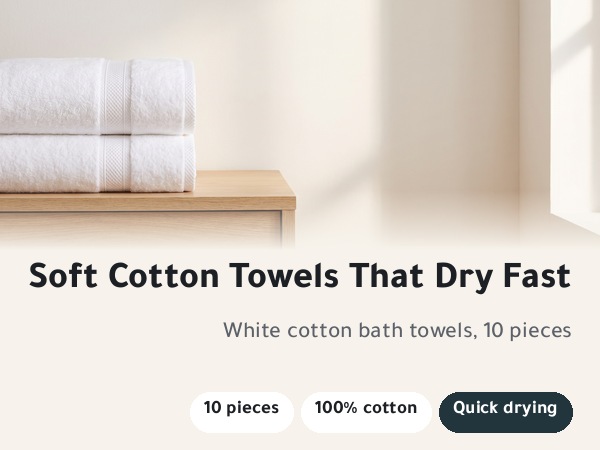 Soft Cotton Towels That Dry Fast
White cotton bath towels, 10 pieces
10 pieces
100% cotton
Quick drying